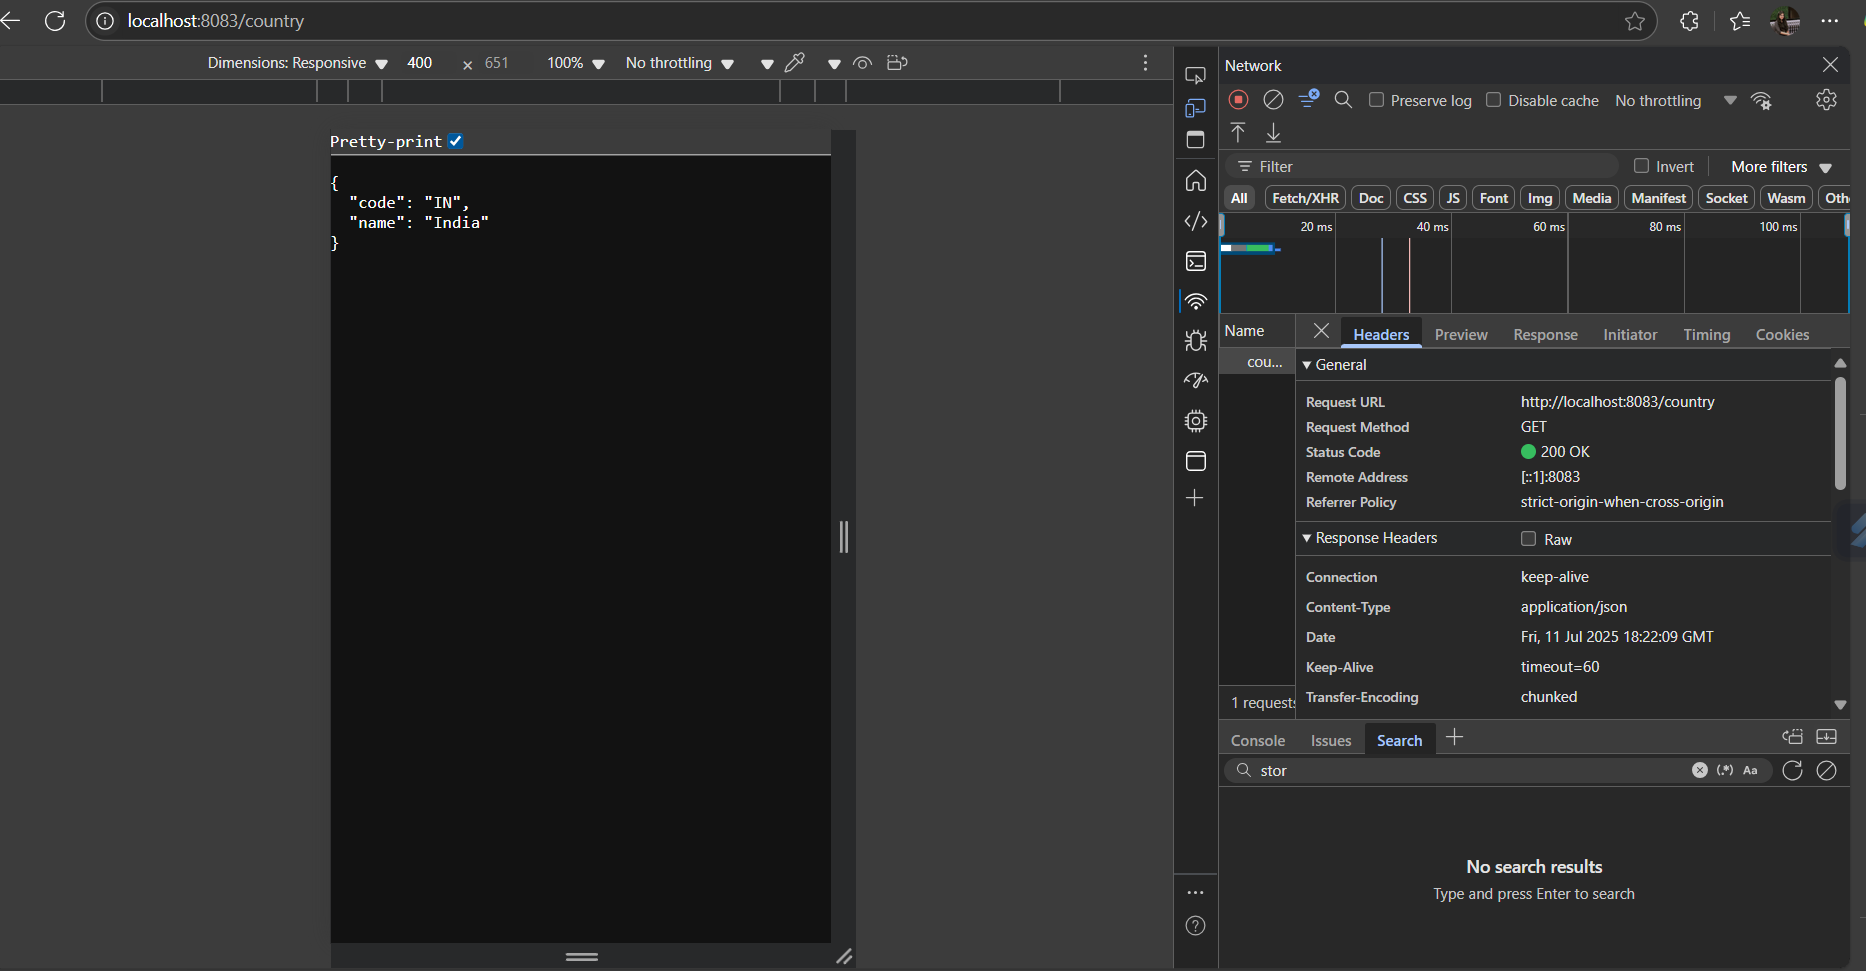 localhost:8083/country
Dimensions: Responsive 400 × 651 100% No throttling
Pretty-print
{
"code": "IN",
"name": "India"
}
Network
Preserve log Disable cache No throttling
Filter Invert More filters
All Fetch/XHR Doc CSS JS Font Img Media Manifest Socket Wasm Oth
20 ms 40 ms 60 ms 80 ms 100 ms
Name Headers Preview Response Initiator Timing Cookies
cou...
General
Request URL http://localhost:8083/country
Request Method GET
Status Code 200 OK
Remote Address [::1]:8083
Referrer Policy strict-origin-when-cross-origin
Response Headers Raw
Connection keep-alive
Content-Type application/json
Date Fri, 11 Jul 2025 18:22:09 GMT
Keep-Alive timeout=60
Transfer-Encoding chunked
1 requests
Console Issues Search
stor (.*) Aa
No search results
Type and press Enter to search